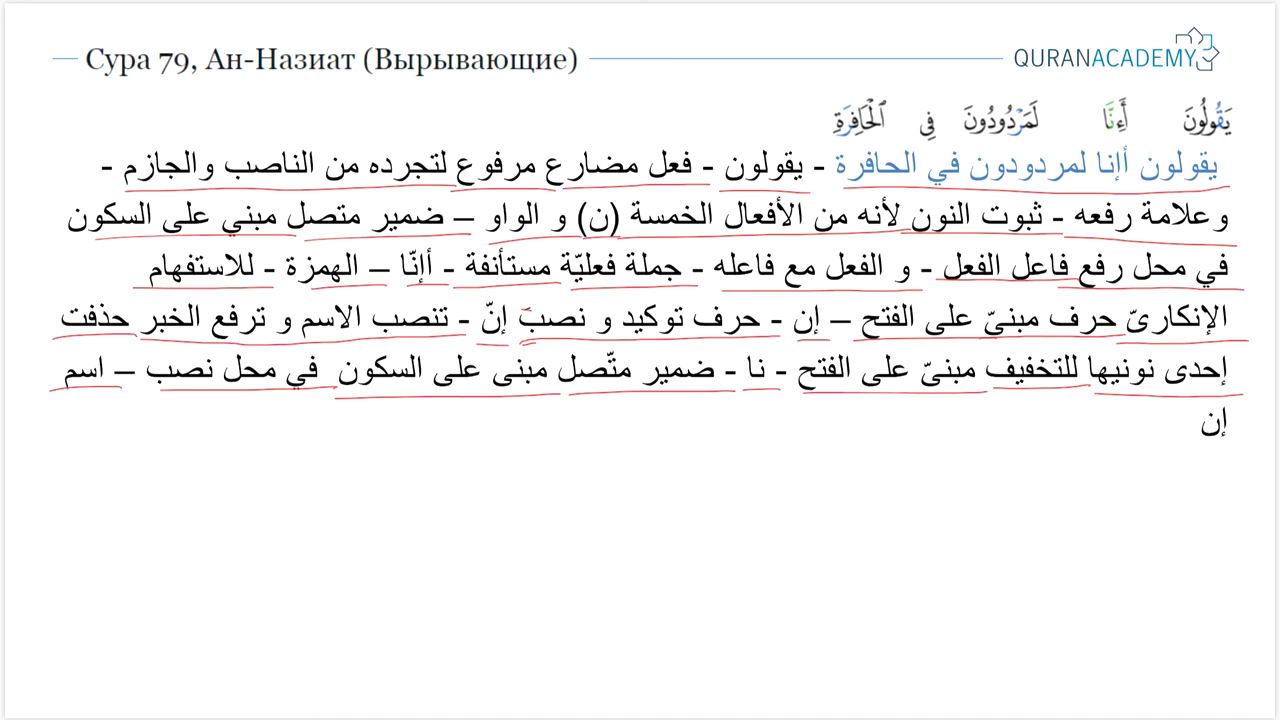 Сура 79, Ан-Назиат (Вырывающие)
QURANACADEMY
يَقُولُونَ أَءِنَّا لَمَرْدُودُونَ فِي الْحَافِرَةِ
يقولون أإنا لمردودون في الحافرة - يقولون - فعل مضارع مرفوع لتجرده من الناصب والجازم -
وعلامة رفعه - ثبوت النون لأنه من الأفعال الخمسة (ن) و الواو – ضمير متصل مبني على السكون
في محل رفع فاعل الفعل - و الفعل مع فاعله - جملة فعليّة مستأنفة - أإنّا – الهمزة - للاستفهام
الإنكاريّ حرف مبنىّ على الفتح – إن - حرف توكيد و نصبّ إنّ - تنصب الاسم و ترفع الخبر حذفت
إحدى نونيها للتخفيف مبنىّ على الفتح - نا - ضمير متّصل مبنى على السكون في محل نصب – اسم
إن